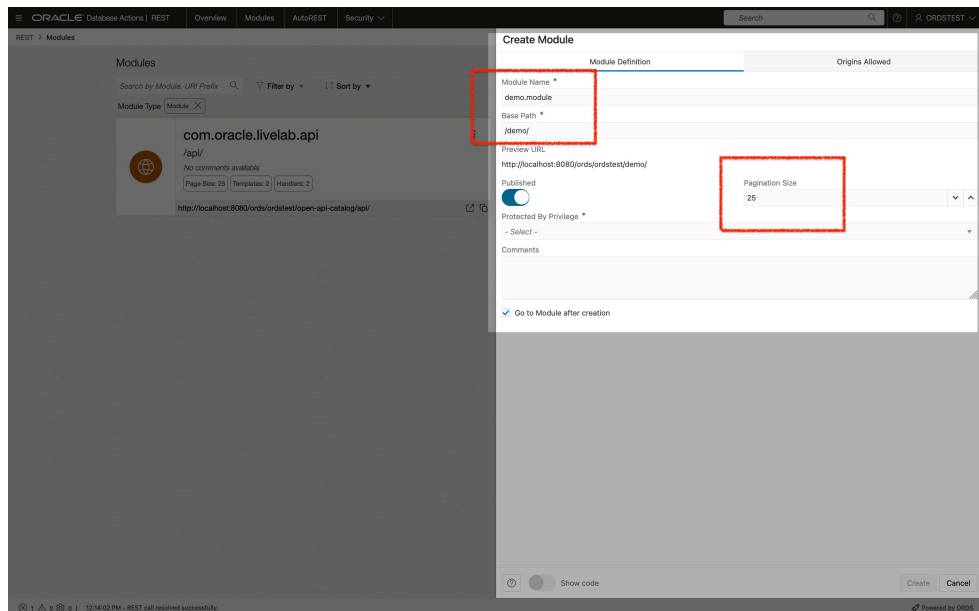 ORACLE Database Actions | REST Overview Modules AutoREST Security Search ORDSTEST
REST > Modules
Modules
Search by Module, URI Prefix Filter by Sort by
Module Type Module
com.oracle.livelab.api
/api/
No comments available
Page Size: 25 Templates: 2 Handlers: 2
http://localhost:8080/ords/ordstest/open-api-catalog/api/
Create Module
Module Definition Origins Allowed
Module Name *
demo.module
Base Path *
/demo/
Preview URL
http://localhost:8080/ords/ordstest/demo/
Published Pagination Size
25
Protected By Privilege *
- Select -
Comments
Go to Module after creation
Show code Create Cancel
1 0 0 | 12:14:02 PM - REST call resolved successfully. Powered by ORDS